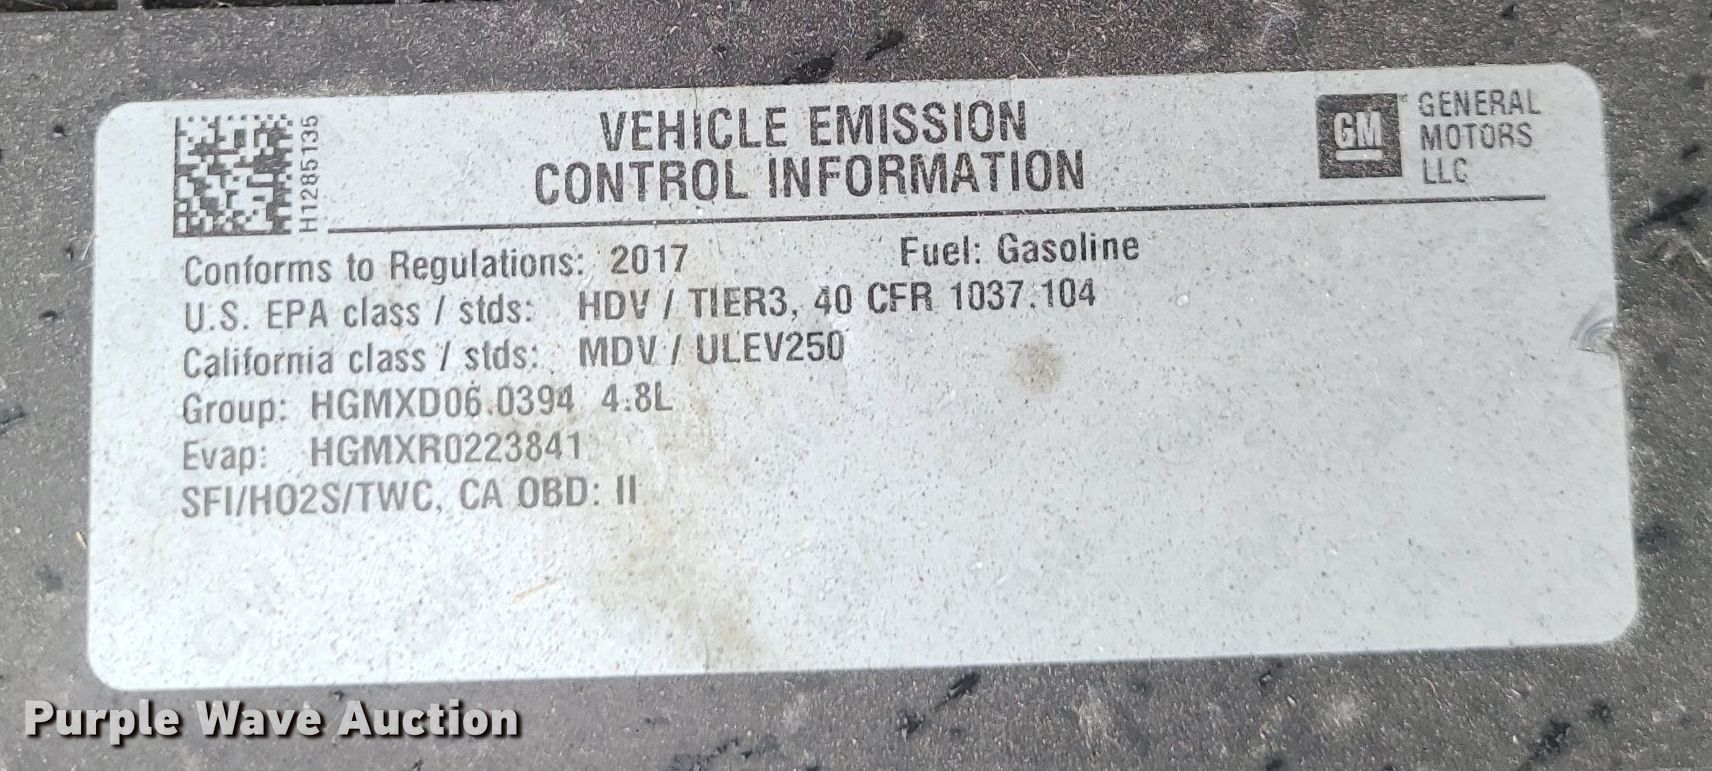 H1285135
VEHICLE EMISSION
CONTROL INFORMATION
GM
GENERAL
MOTORS
LLC
Conforms to Regulations: 2017 Fuel: Gasoline
U.S. EPA class / stds: HDV / TIER3, 40 CFR 1037.104
California class / stds: MDV / ULEV250
Group: HGMXD06.0394 4.8L
Evap: HGMXR0223841
SFI/HO2S/TWC, CA OBD: II
Purple Wave Auction